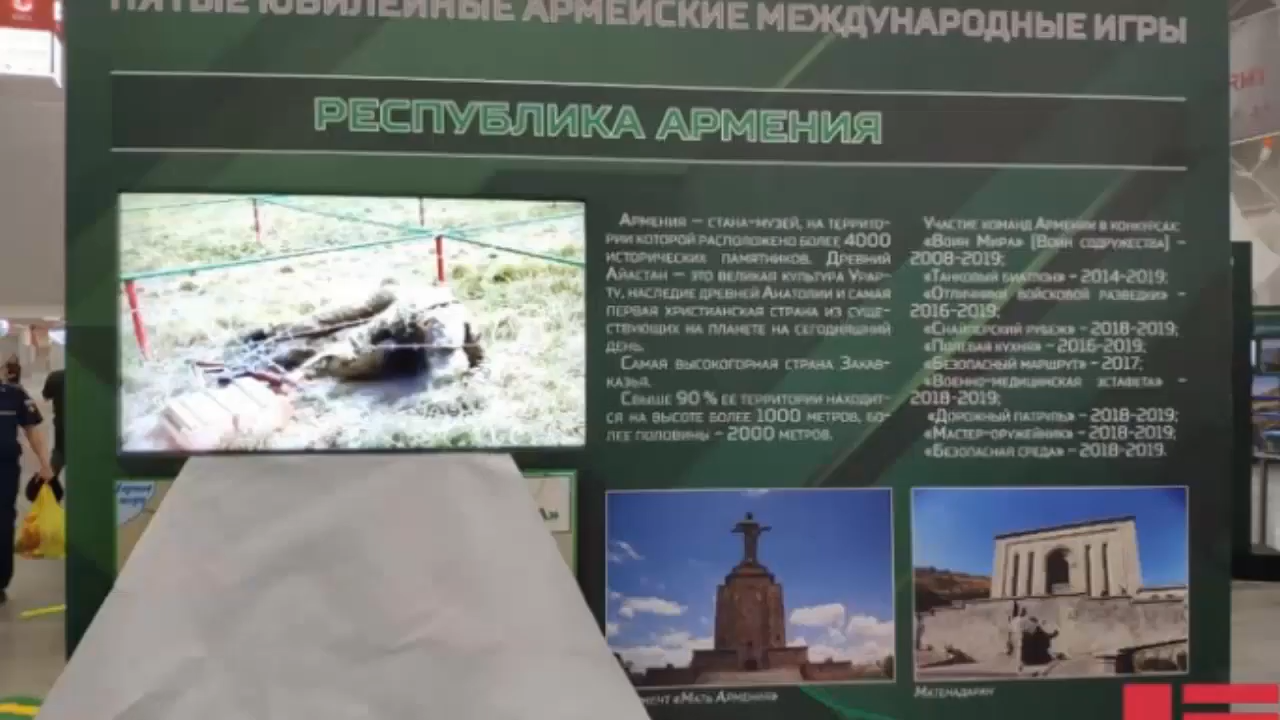 ПЯТЫЕ ЮБИЛЕЙНЫЕ АРМЕЙСКИЕ МЕЖДУНАРОДНЫЕ ИГРЫ
РЕСПУБЛИКА АРМЕНИЯ
АРМЕНИЯ – СТАНА-МУЗЕЙ, НА ТЕРРИТО-
РИИ КОТОРОЙ РАСПОЛОЖЕНО БОЛЕЕ 4000
ИСТОРИЧЕСКИХ ПАМЯТНИКОВ. ДРЕВНИЙ
АЙАСТАН – ЭТО ВЕЛИКАЯ КУЛЬТУРА УРАР-
ТУ, НАСЛЕДИЕ ДРЕВНЕЙ АНАТОЛИИ И САМАЯ
ПЕРВАЯ ХРИСТИАНСКАЯ СТРАНА ИЗ СУЩЕ-
СТВУЮЩИХ НА ПЛАНЕТЕ НА СЕГОДНЯШНИЙ
ДЕНЬ.
САМАЯ ВЫСОКОГОРНАЯ СТРАНА ЗАКАВ-
КАЗЬЯ.
СВЫШЕ 90 % ЕЕ ТЕРРИТОРИИ НАХОДИТ-
СЯ НА ВЫСОТЕ БОЛЕЕ 1000 МЕТРОВ, БО-
ЛЕЕ ПОЛОВИНЫ – 2000 МЕТРОВ.
УЧАСТИЕ КОМАНД АРМЕНИИ В КОНКУРСАХ:
«ВОИН МИРА» (ВОИН СОДРУЖЕСТВА) –
2008-2019;
«ТАНКОВЫЙ БИАТЛОН» – 2014-2019;
«ОТЛИЧНИКИ ВОЙСКОВОЙ РАЗВЕДКИ» –
2016-2019;
«СНАЙПЕРСКИЙ РУБЕЖ» – 2018-2019;
«ПОЛЕВАЯ КУХНЯ» – 2016-2019;
«БЕЗОПАСНЫЙ МАРШРУТ» – 2017;
«ВОЕННО-МЕДИЦИНСКАЯ ЭСТАФЕТА» –
2018-2019;
«ДОРОЖНЫЙ ПАТРУЛЬ» – 2018-2019;
«МАСТЕР-ОРУЖЕЙНИК» – 2018-2019;
«БЕЗОПАСНАЯ СРЕДА» – 2018-2019.
МЕНТ «МАТЬ АРМЕНИЯ»
МАТЕНАДАРАН